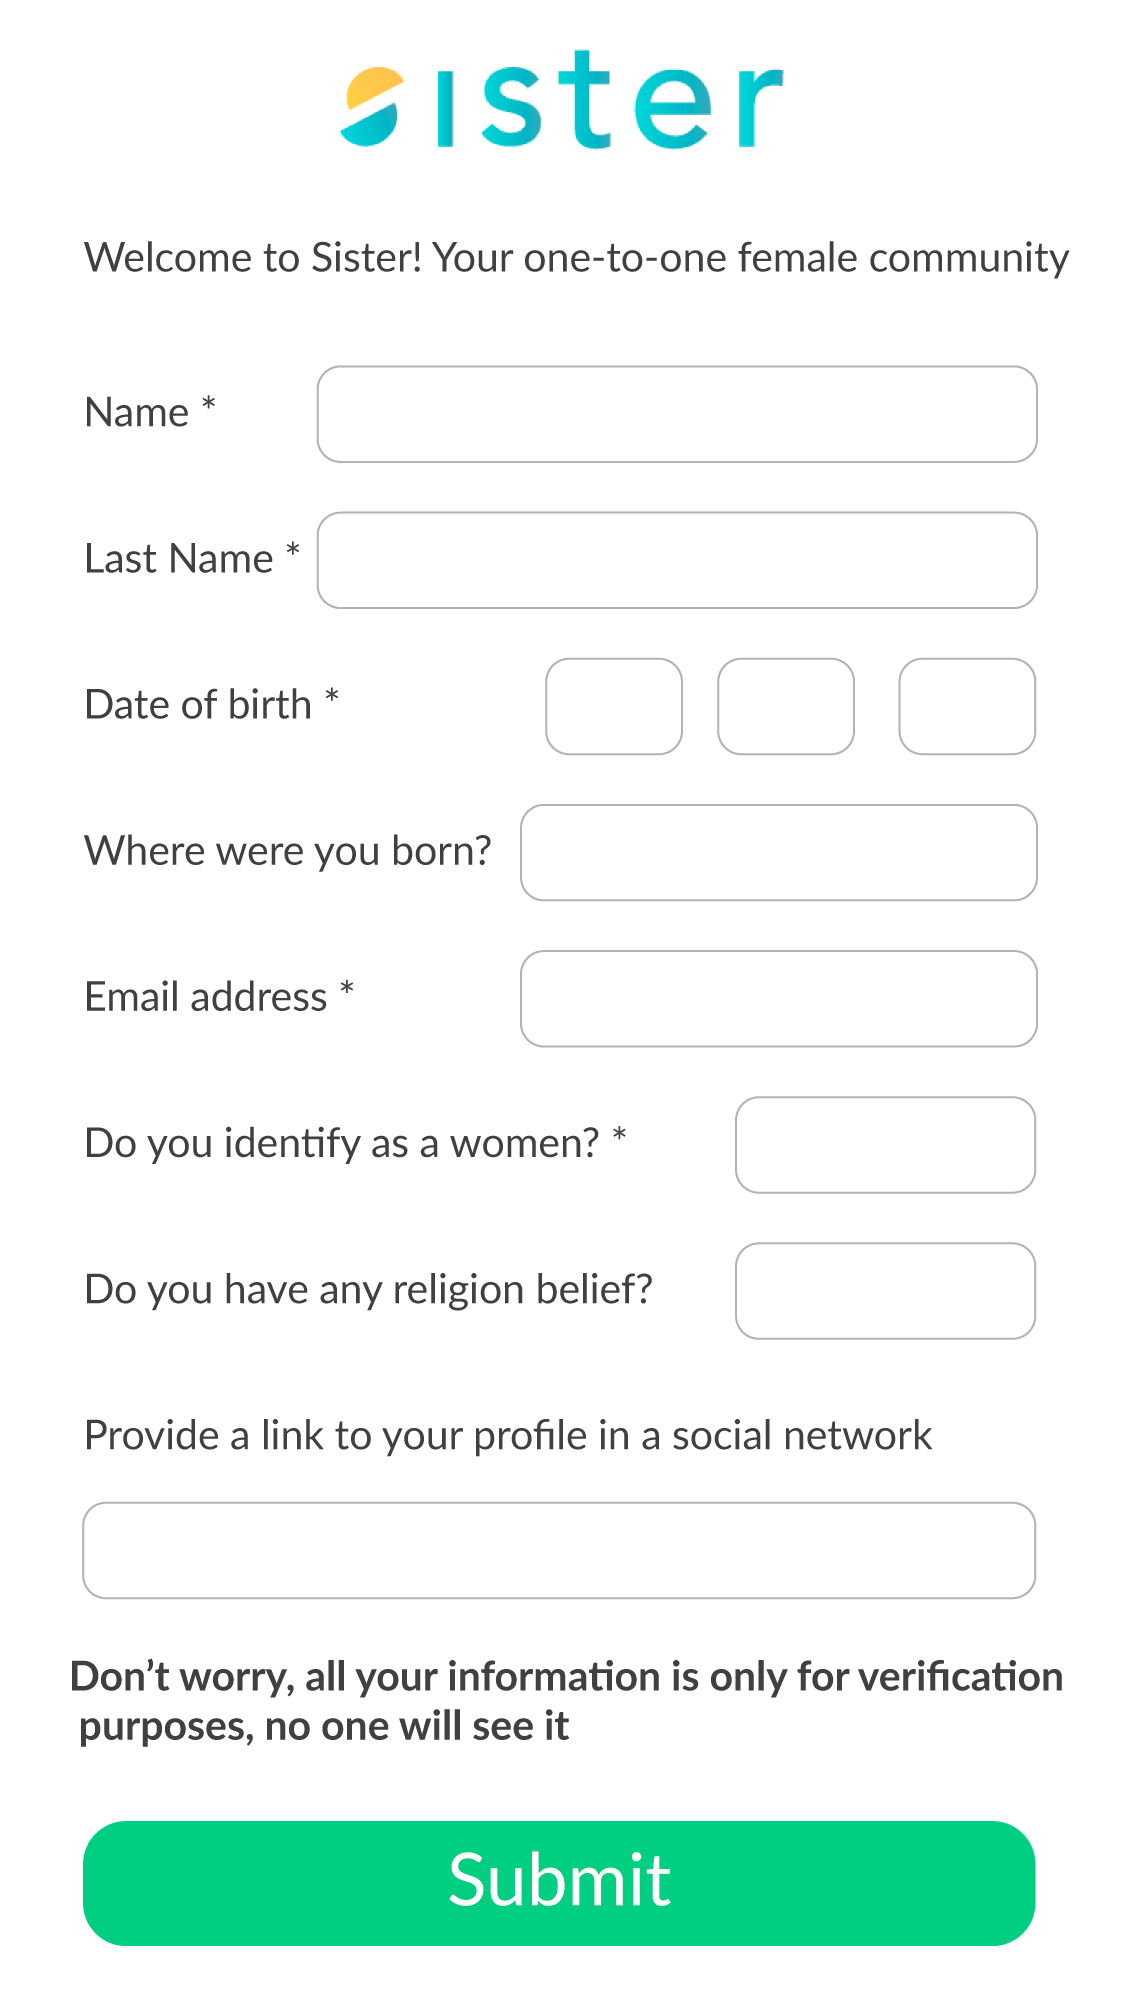 sister
Welcome to Sister! Your one-to-one female community
Name *
Last Name *
Date of birth *
Where were you born?
Email address *
Do you identify as a women? *
Do you have any religion belief?
Provide a link to your profile in a social network
Don’t worry, all your information is only for verification
purposes, no one will see it
Submit